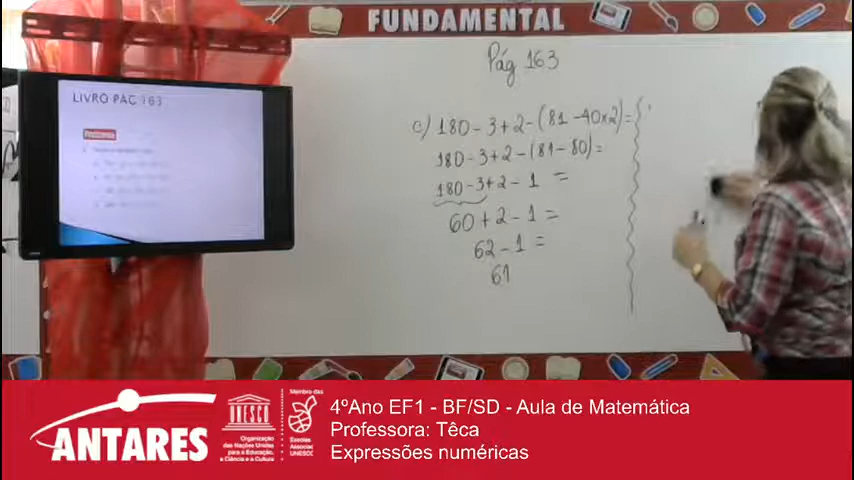 FUNDAMENTAL
Pág 163
LIVRO PAG 163
c) 180 - 3 + 2 - (81 - 40 x 2) =
180 - 3 + 2 - (81 - 80) =
180 - 3 + 2 - 1 =
60 + 2 - 1 =
62 - 1 =
61
ANTARES
UNESCO
Organização
das Nações Unidas
para a Educação,
a Ciência e a Cultura
Membro das
Escolas
Associadas
UNESCO
4ºAno EF1 - BF/SD - Aula de Matemática
Professora: Têca
Expressões numéricas